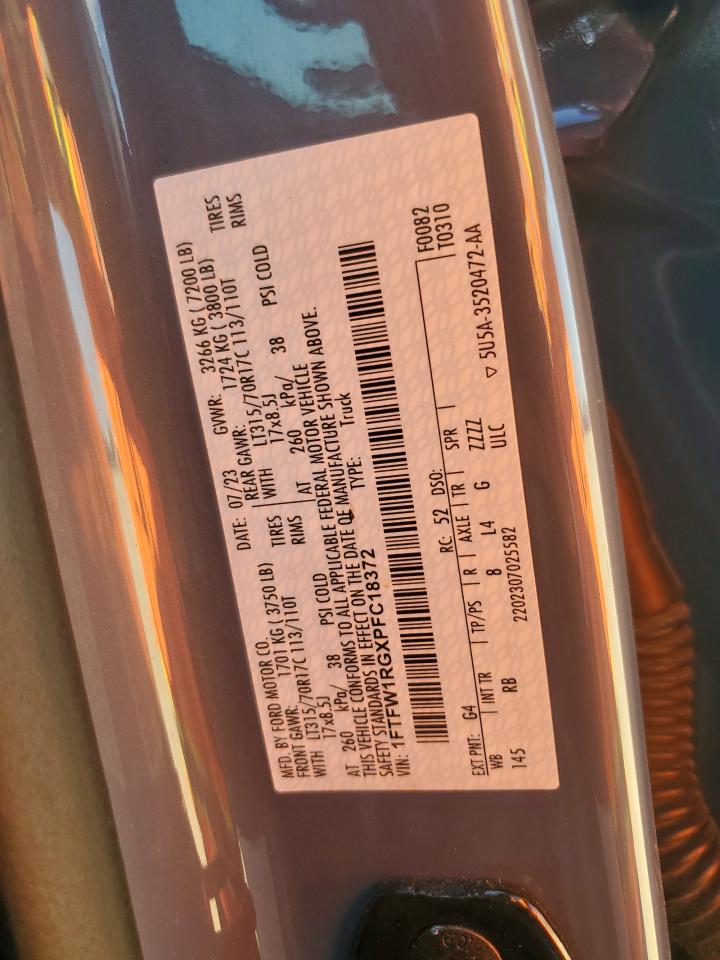 MFD. BY FORD MOTOR CO.
DATE: 07/23 GVWR: 3266 KG ( 7200 LB)
FRONT GAWR: 1701 KG ( 3750 LB) REAR GAWR: 1724 KG ( 3800 LB)
WITH LT315/70R17C 113/110T TIRES WITH LT315/70R17C 113/110T TIRES
17x8.5J RIMS 17x8.5J RIMS
AT 260 kPa/ 38 PSI COLD AT 260 kPa/ 38 PSI COLD
THIS VEHICLE CONFORMS TO ALL APPLICABLE FEDERAL MOTOR VEHICLE
SAFETY STANDARDS IN EFFECT ON THE DATE OF MANUFACTURE SHOWN ABOVE.
VIN: 1FTFW1RGXPFC18372 TYPE: Truck
EXT PNT: G4 RC: 52 DSO: F0082
WB INT TR TP/PS R AXLE TR SPR T0310
145 RB 8 L4 G ZZZZ
2202307025582 ULC ▽ 5U5A-3520472-AA